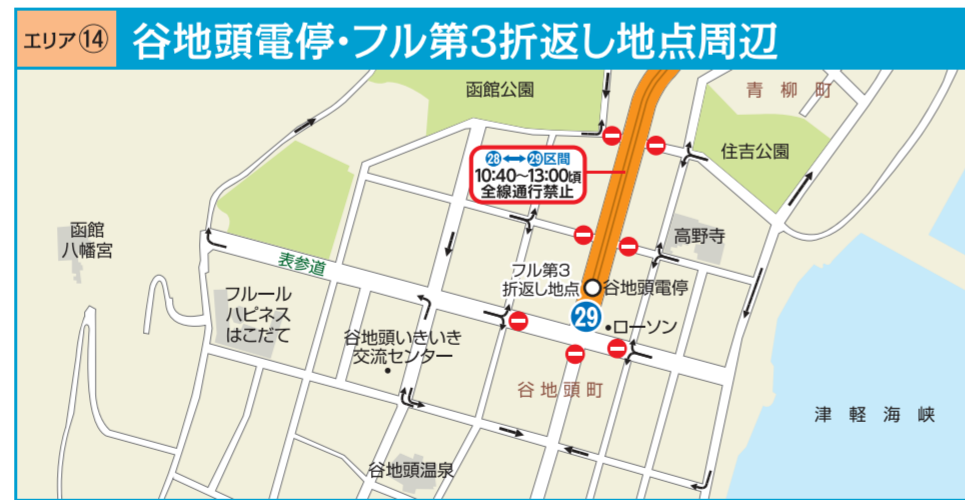 エリア⑭
谷地頭電停・フル第3折返し地点周辺
函館公園
青柳町
住吉公園
㉘⟷㉙区間
10:40〜13:00頃
全線通行禁止
函館
八幡宮
高野寺
表参道
フル第3
折返し地点
谷地頭電停
フルール
ハピネス
はこだて
29
・ローソン
谷地頭いきいき
交流センター
谷地頭町
津軽海峡
谷地頭温泉